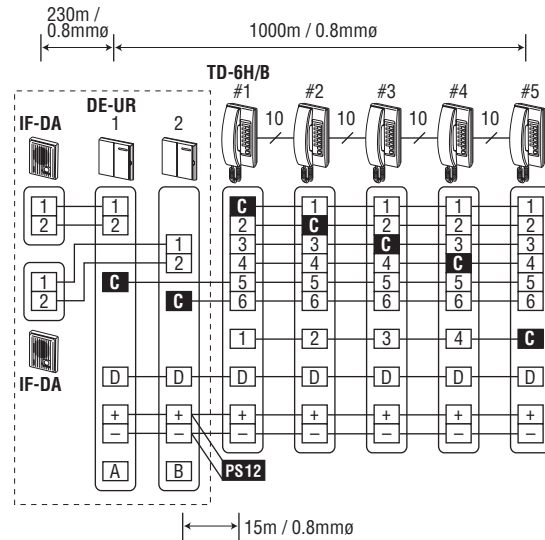 230m / 1000m / 0.8mmø
0.8mmø
TD-6H/B
DE-UR #1 #2 #3 #4 #5
IF-DA 1 2 10 10 10 10
1 1 C 1 1 1 1
2 2 2 C 2 2 2
1 3 3 C 3 3
1 2 4 4 4 C 4
2 C 5 5 5 5 5
C 6 6 6 6 6
1 2 3 4 C
IF-DA
D D D D D D D
+ + + + + + +
– – – – – – –
A B PS12
15m / 0.8mmø